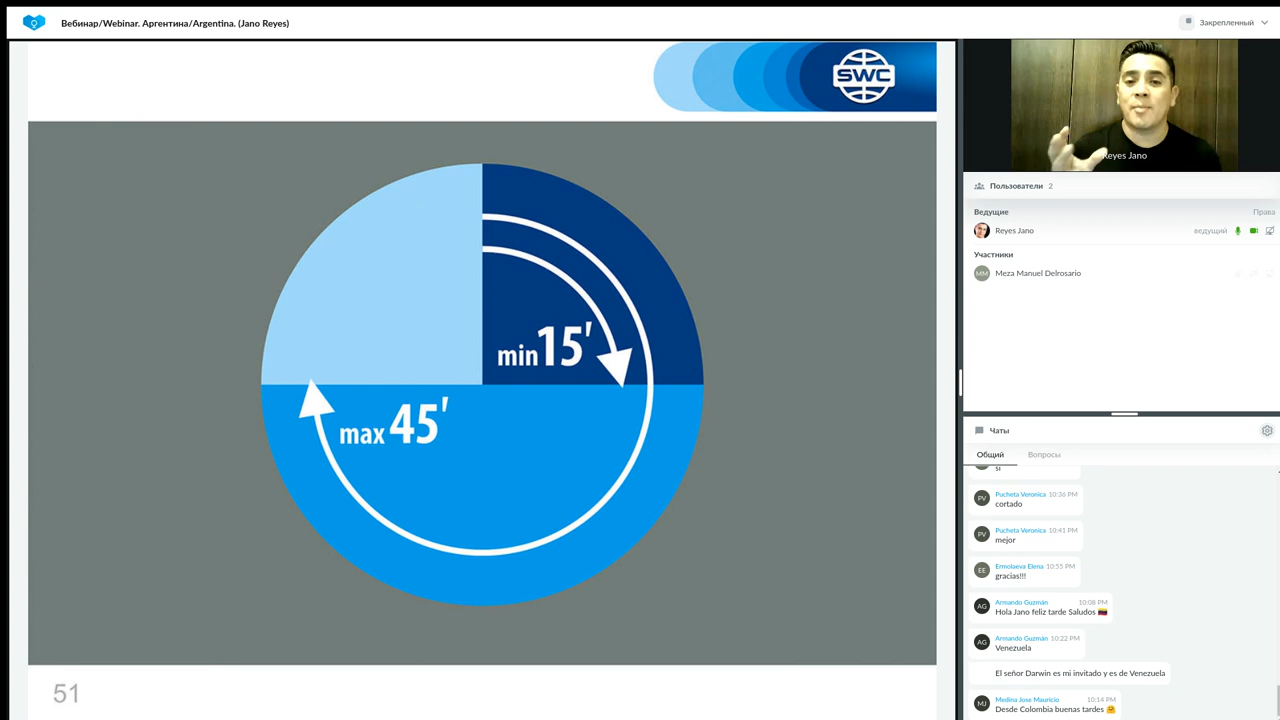 Вебинар/Webinar. Аргентина/Argentina. (Jano Reyes)
Закрепленный
SWC
min 15′
max 45′
51
Reyes Jano
Пользователи 2
Ведущие
Права
Reyes Jano
ведущий
Участники
MM
Meza Manuel Delrosario
Чаты
Общий
Вопросы
si
PV
Pucheta Veronica 10:36 PM
cortado
PV
Pucheta Veronica 10:41 PM
mejor
EE
Ermolaeva Elena 10:55 PM
gracias!!!
AG
Armando Guzmán 10:08 PM
Hola Jano feliz tarde Saludos 🇻🇪
AG
Armando Guzmán 10:22 PM
Venezuela
El señor Darwin es mi invitado y es de Venezuela
MJ
Medina Jose Mauricio 10:14 PM
Desde Colombia buenas tardes 🤗